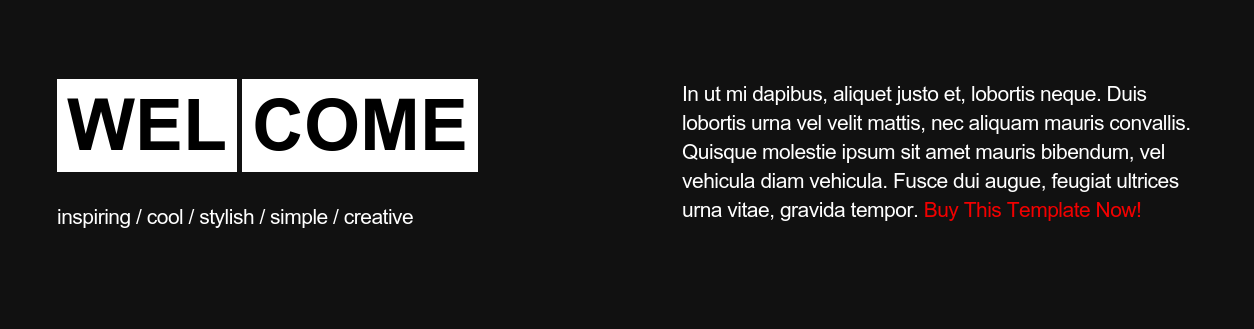 WEL COME
inspiring / cool / stylish / simple / creative
In ut mi dapibus, aliquet justo et, lobortis neque. Duis
lobortis urna vel velit mattis, nec aliquam mauris convallis.
Quisque molestie ipsum sit amet mauris bibendum, vel
vehicula diam vehicula. Fusce dui augue, feugiat ultrices
urna vitae, gravida tempor. Buy This Template Now!